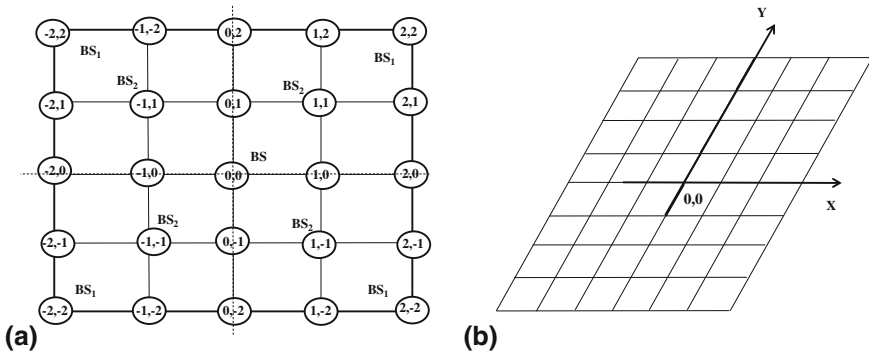 -2,2 -1,-2 0,2 1,2 2,2
BS1 BS1
BS2 BS2
-2,1 -1,1 0,1 1,1 2,1
BS
-2,0 -1,0 0,0 1,0 2,0
BS2 BS2
-2,-1 -1,-1 0,-1 1,-1 2,-1
BS1 BS1
-2,-2 -1,-2 0,-2 1,-2 2,-2
(a)
Y
0,0
X
(b)